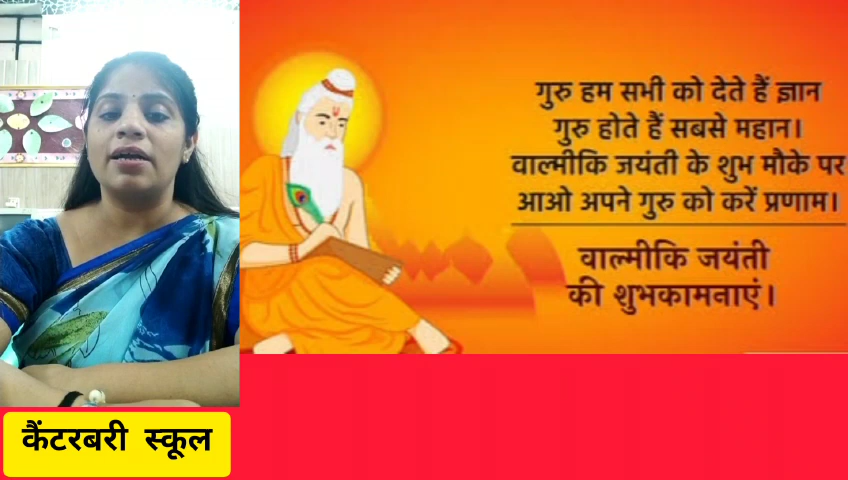 गुरु हम सभी को देते हैं ज्ञान
गुरु होते हैं सबसे महान।
वाल्मीकि जयंती के शुभ मौके पर
आओ अपने गुरु को करें प्रणाम।
वाल्मीकि जयंती
की शुभकामनाएं।
कैंटरबरी स्कूल